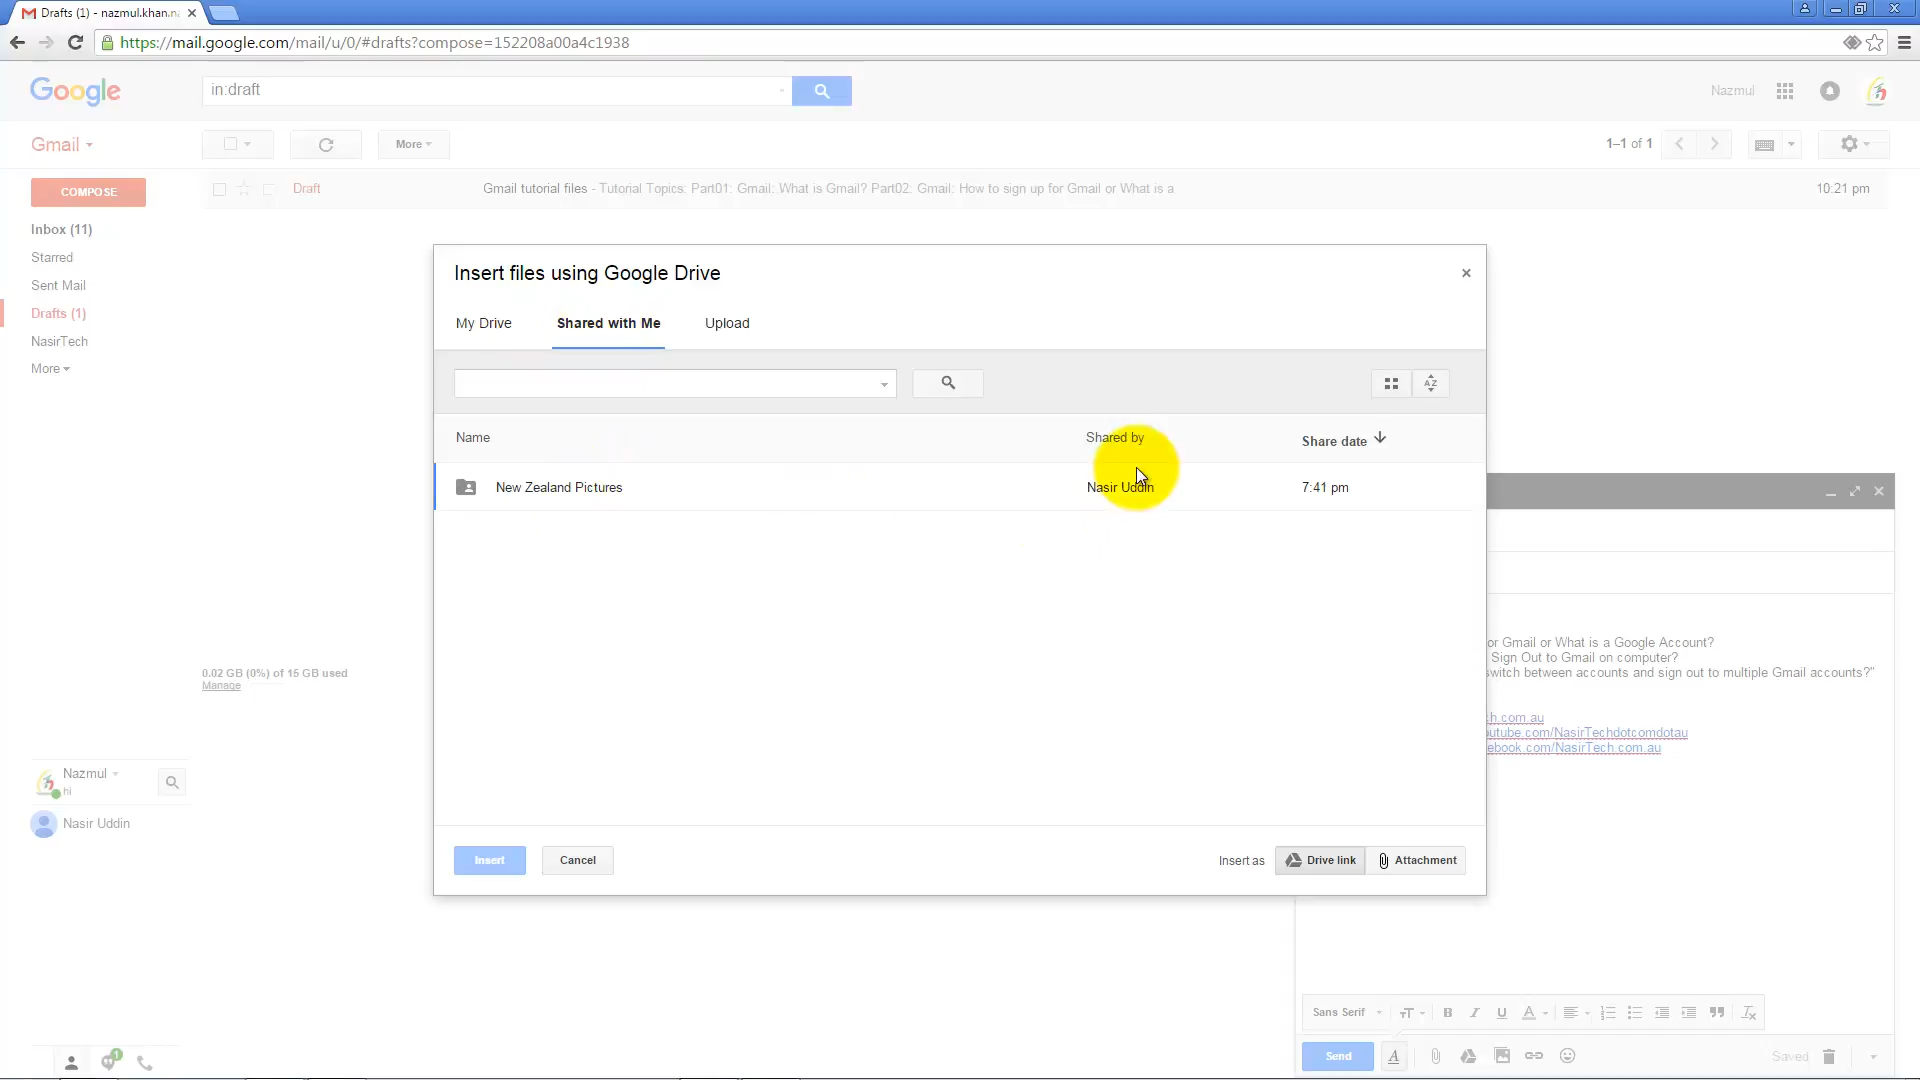 Drafts (1) - nazmul.khan.na
https://mail.google.com/mail/u/0/#drafts?compose=152208a00a4c1938
Google
in:draft
Nazmul
Gmail
More
1–1 of 1
COMPOSE
Draft
Gmail tutorial files - Tutorial Topics: Part01: Gmail: What is Gmail? Part02: Gmail: How to sign up for Gmail or What is a
10:21 pm
Inbox (11)
Starred
Sent Mail
Drafts (1)
NasirTech
More
Insert files using Google Drive
My Drive
Shared with Me
Upload
AZ
Name
Shared by
Share date
New Zealand Pictures
Nasir Uddin
7:41 pm
or Gmail or What is a Google Account?
Sign Out to Gmail on computer?
switch between accounts and sign out to multiple Gmail accounts?"
h.com.au
utube.com/NasirTechdotcomdotau
ebook.com/NasirTech.com.au
0.02 GB (0%) of 15 GB used
Manage
Nazmul
hi
Nasir Uddin
Insert
Cancel
Insert as
Drive link
Attachment
Sans Serif
Send
Saved
1